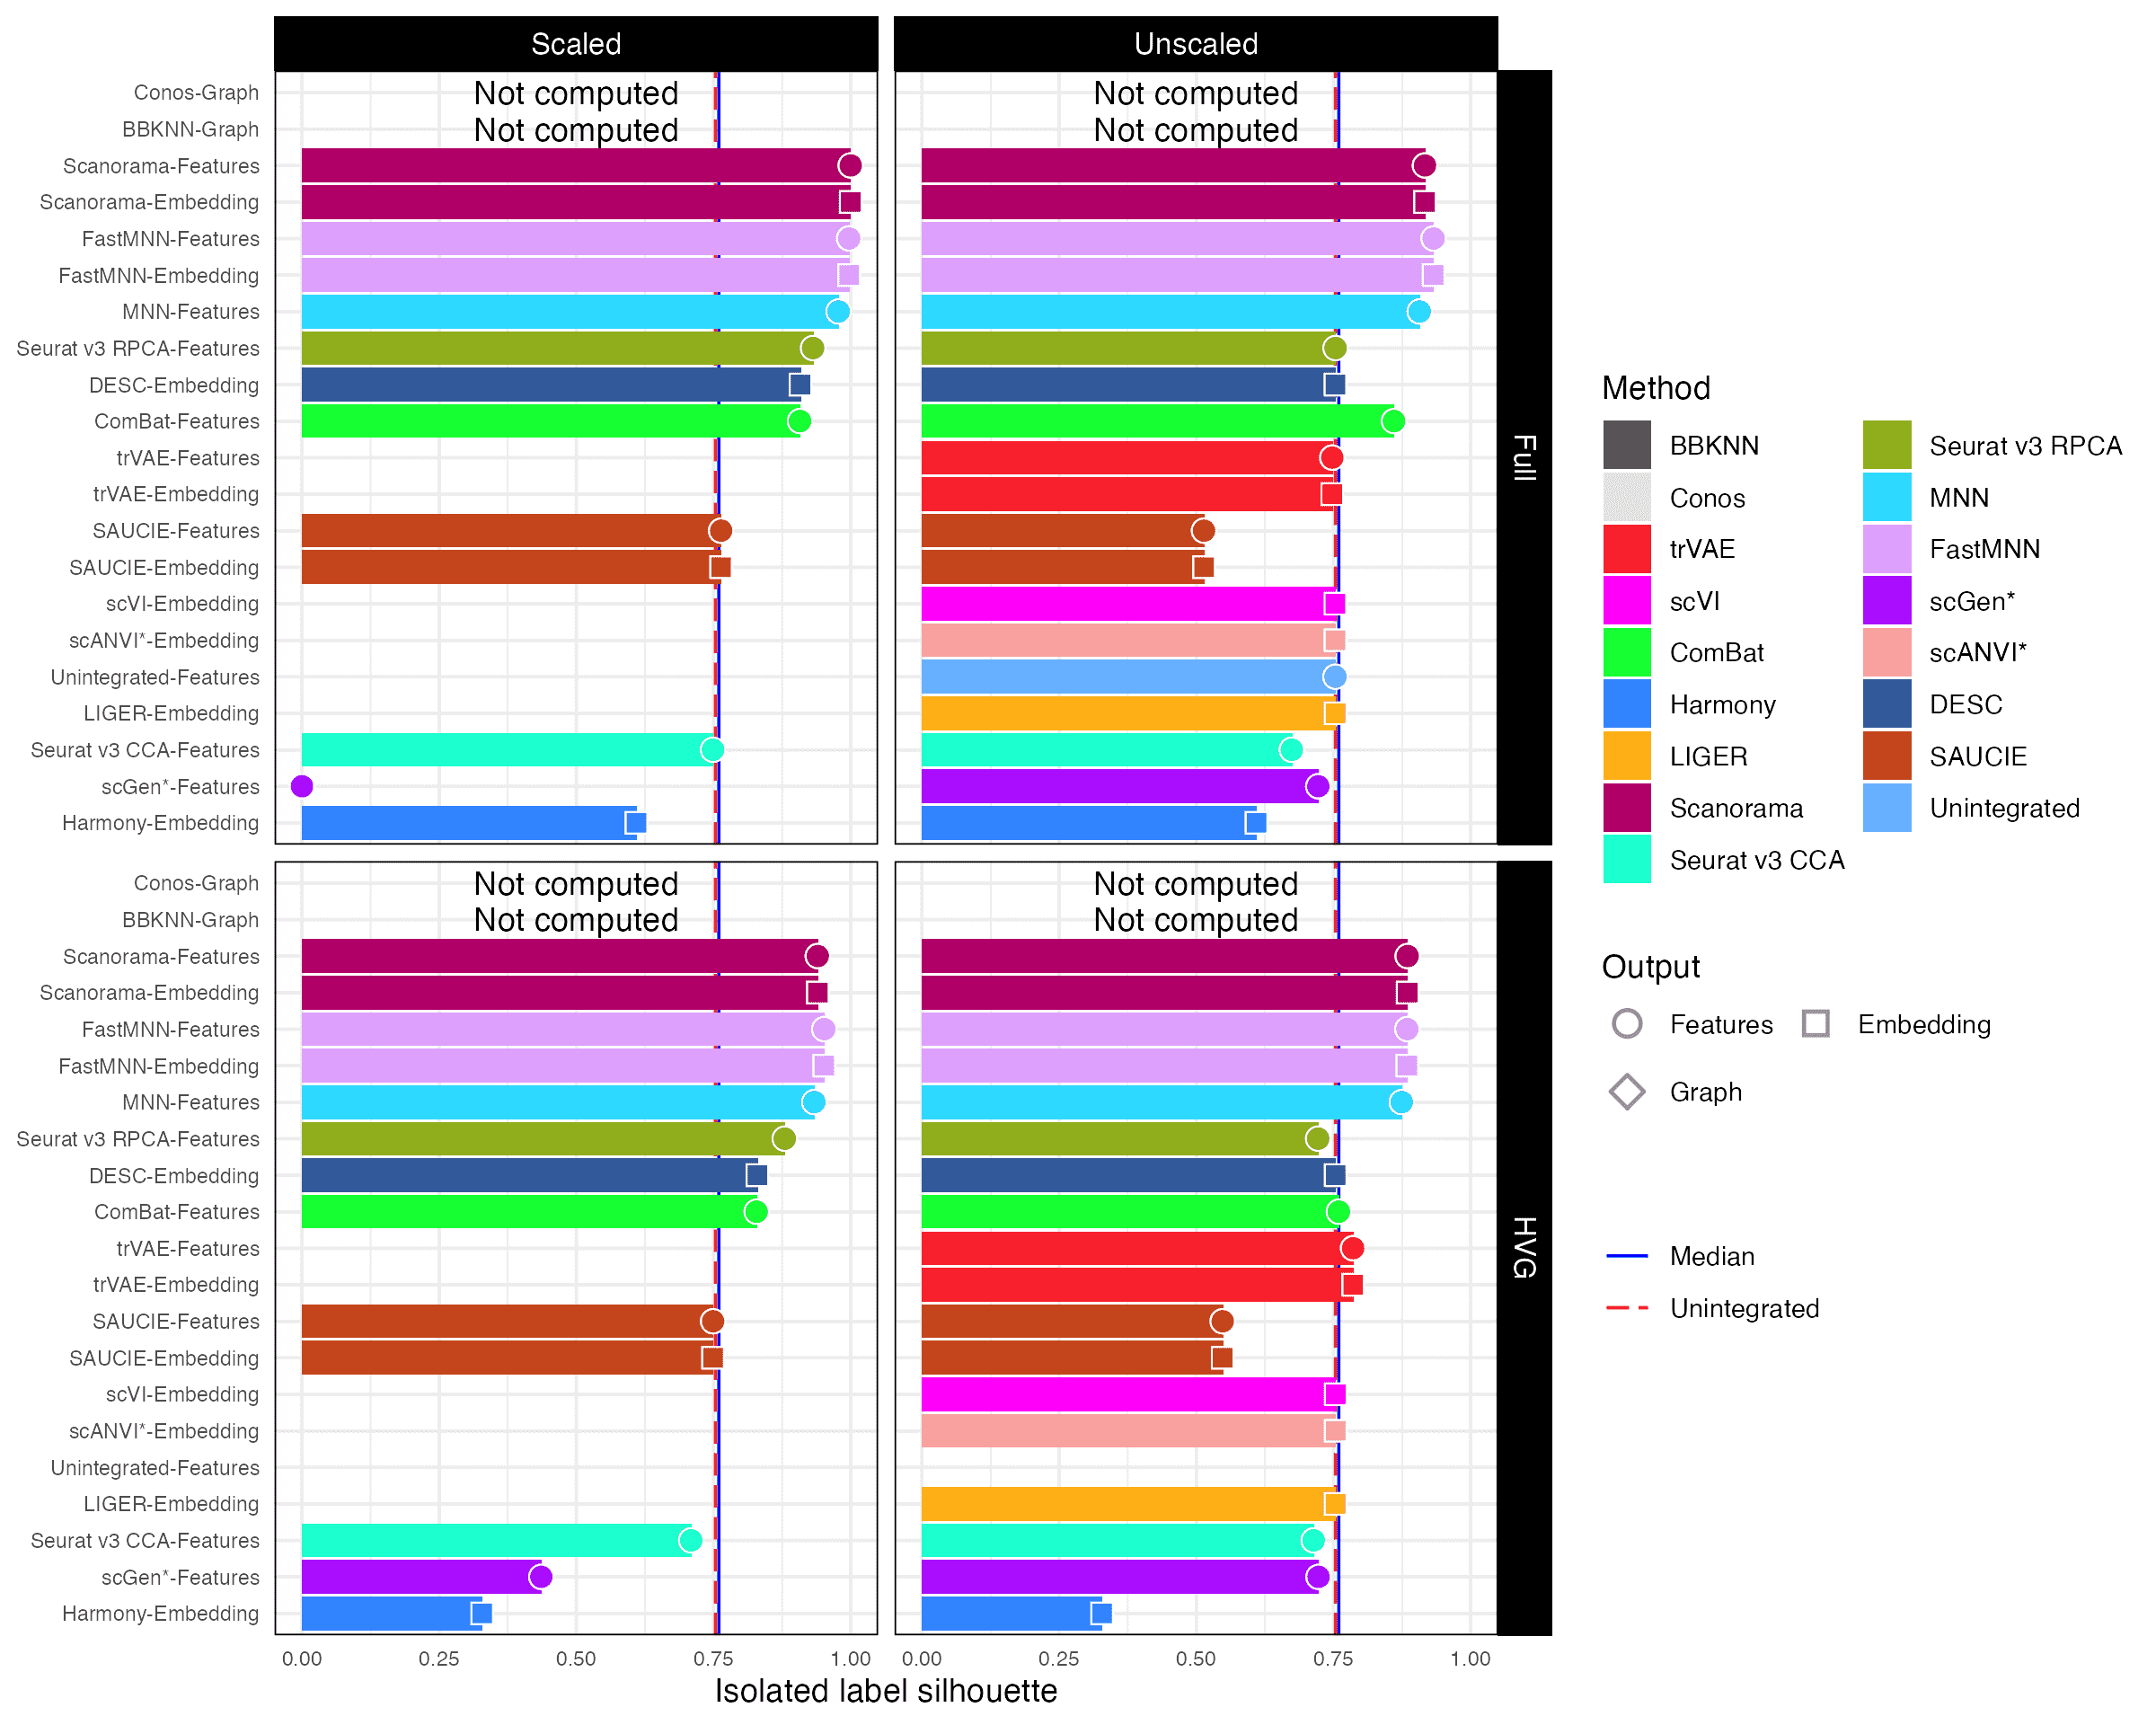 Scaled
Unscaled
Conos-Graph
BBKNN-Graph
Scanorama-Features
Scanorama-Embedding
FastMNN-Features
FastMNN-Embedding
MNN-Features
Seurat v3 RPCA-Features
DESC-Embedding
ComBat-Features
trVAE-Features
trVAE-Embedding
SAUCIE-Features
SAUCIE-Embedding
scVI-Embedding
scANVI*-Embedding
Unintegrated-Features
LIGER-Embedding
Seurat v3 CCA-Features
scGen*-Features
Harmony-Embedding
Not computed
Not computed
Not computed
Not computed
Full
Conos-Graph
BBKNN-Graph
Scanorama-Features
Scanorama-Embedding
FastMNN-Features
FastMNN-Embedding
MNN-Features
Seurat v3 RPCA-Features
DESC-Embedding
ComBat-Features
trVAE-Features
trVAE-Embedding
SAUCIE-Features
SAUCIE-Embedding
scVI-Embedding
scANVI*-Embedding
Unintegrated-Features
LIGER-Embedding
Seurat v3 CCA-Features
scGen*-Features
Harmony-Embedding
Not computed
Not computed
Not computed
Not computed
HVG
0.00 0.25 0.50 0.75 1.00
0.00 0.25 0.50 0.75 1.00
Isolated label silhouette
Method
BBKNN
Conos
trVAE
scVI
ComBat
Harmony
LIGER
Scanorama
Seurat v3 CCA
Seurat v3 RPCA
MNN
FastMNN
scGen*
scANVI*
DESC
SAUCIE
Unintegrated
Output
Features
Embedding
Graph
Median
Unintegrated